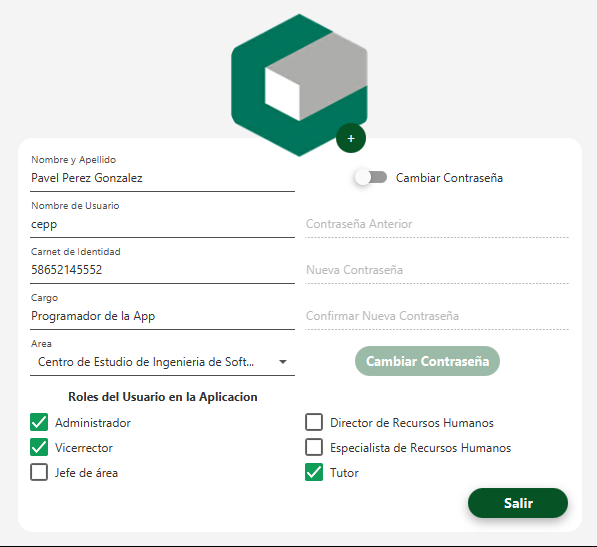 +
Nombre y Apellido
Pavel Perez Gonzalez
Cambiar Contraseña
Nombre de Usuario
cepp
Contraseña Anterior
Carnet de Identidad
58652145552
Nueva Contraseña
Cargo
Programador de la App
Confirmar Nueva Contraseña
Area
Centro de Estudio de Ingenieria de Soft...
Cambiar Contraseña
Roles del Usuario en la Aplicacion
Administrador
Director de Recursos Humanos
Vicerrector
Especialista de Recursos Humanos
Jefe de área
Tutor
Salir